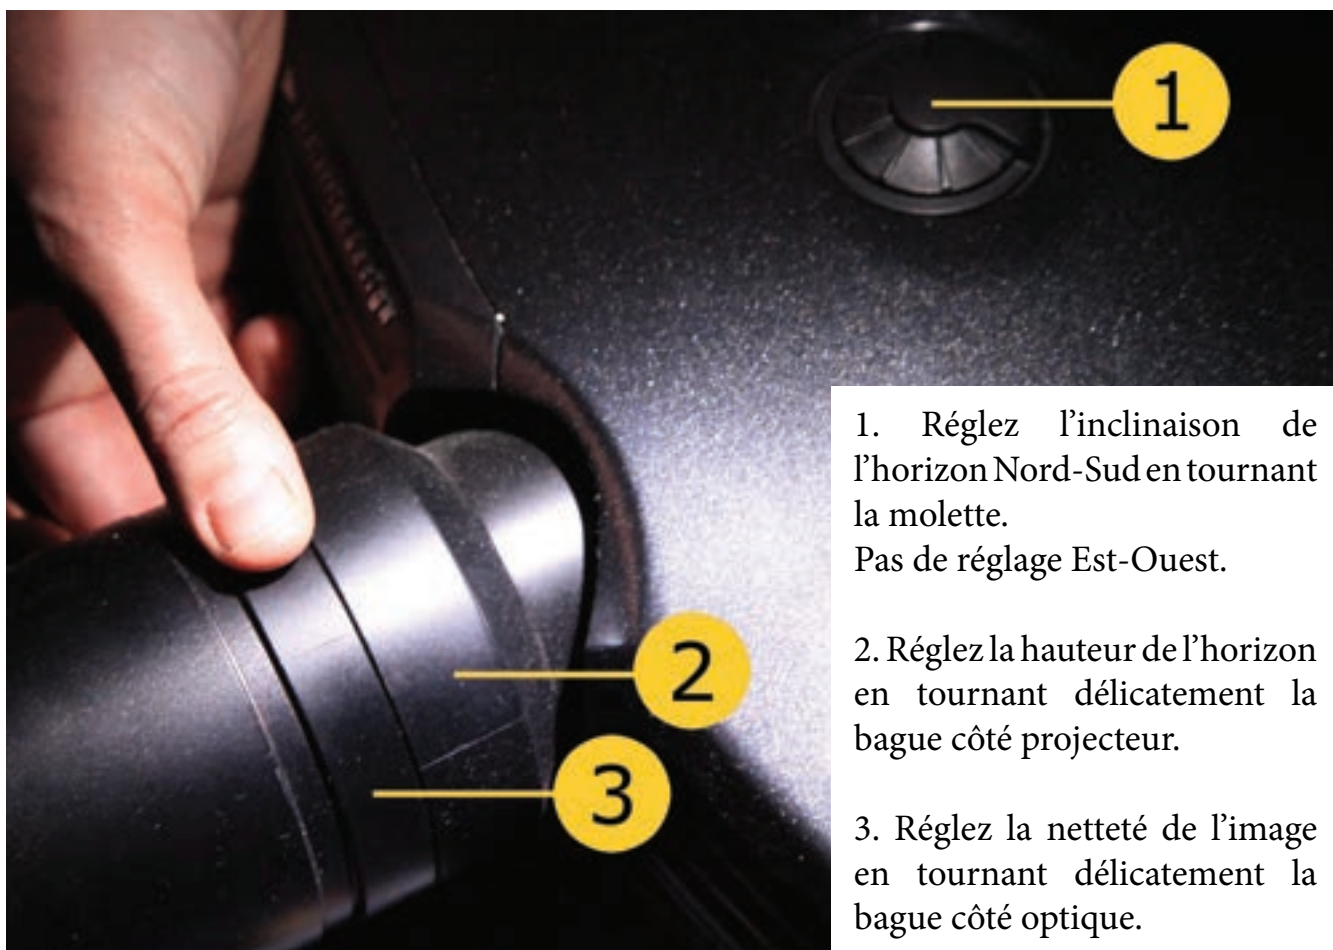 1
2
3
1. Réglez l’inclinaison de
l’horizon Nord-Sud en tournant
la molette.
Pas de réglage Est-Ouest.
2. Réglez la hauteur de l’horizon
en tournant délicatement la
bague côté projecteur.
3. Réglez la netteté de l’image
en tournant délicatement la
bague côté optique.